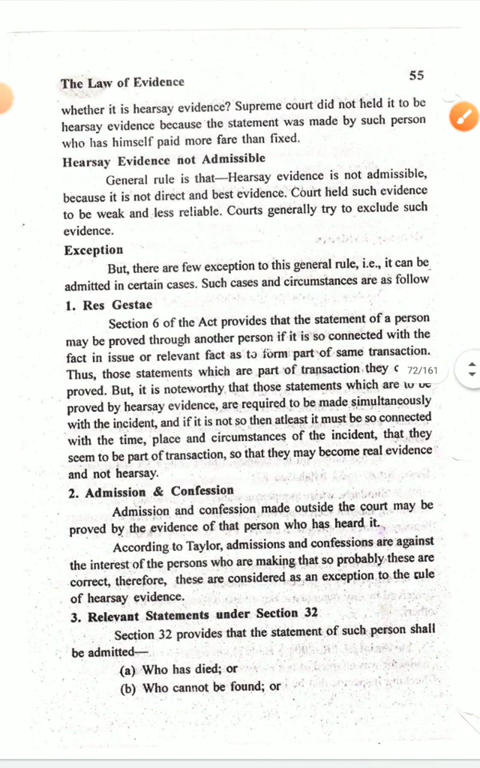 The Law of Evidence 55
whether it is hearsay evidence? Supreme court did not held it to be
hearsay evidence because the statement was made by such person
who has himself paid more fare than fixed.
Hearsay Evidence not Admissible
General rule is that—Hearsay evidence is not admissible,
because it is not direct and best evidence. Court held such evidence
to be weak and less reliable. Courts generally try to exclude such
evidence.
Exception
But, there are few exception to this general rule, i.e., it can be
admitted in certain cases. Such cases and circumstances are as follow
1. Res Gestae
Section 6 of the Act provides that the statement of a person
may be proved through another person if it is so connected with the
fact in issue or relevant fact as to form part of same transaction.
Thus, those statements which are part of transaction they
72/161
proved. But, it is noteworthy that those statements which are to be
proved by hearsay evidence, are required to be made simultaneously
with the incident, and if it is not so then atleast it must be so connected
with the time, place and circumstances of the incident, that they
seem to be part of transaction, so that they may become real evidence
and not hearsay.
2. Admission & Confession
Admission and confession made outside the court may be
proved by the evidence of that person who has heard it.
According to Taylor, admissions and confessions are against
the interest of the persons who are making that so probably these are
correct, therefore, these are considered as an exception to the rule
of hearsay evidence.
3. Relevant Statements under Section 32
Section 32 provides that the statement of such person shall
be admitted—
(a) Who has died; or
(b) Who cannot be found; or